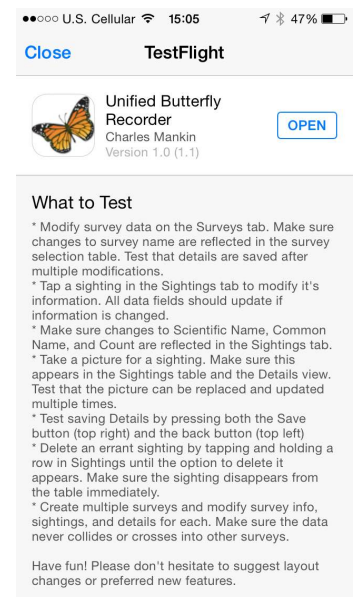 U.S. Cellular 15:05 47%
Close TestFlight
Unified Butterfly
Recorder
Charles Mankin
Version 1.0 (1.1)
OPEN
What to Test
* Modify survey data on the Surveys tab. Make sure
changes to survey name are reflected in the survey
selection table. Test that details are saved after
multiple modifications.
* Tap a sighting in the Sightings tab to modify it's
information. All data fields should update if
information is changed.
* Make sure changes to Scientific Name, Common
Name, and Count are reflected in the Sightings tab.
* Take a picture for a sighting. Make sure this
appears in the Sightings table and the Details view.
Test that the picture can be replaced and updated
multiple times.
* Test saving Details by pressing both the Save
button (top right) and the back button (top left)
* Delete an errant sighting by tapping and holding a
row in Sightings until the option to delete it
appears. Make sure the sighting disappears from
the table immediately.
* Create multiple surveys and modify survey info,
sightings, and details for each. Make sure the data
never collides or crosses into other surveys.
Have fun! Please don't hesitate to suggest layout
changes or preferred new features.